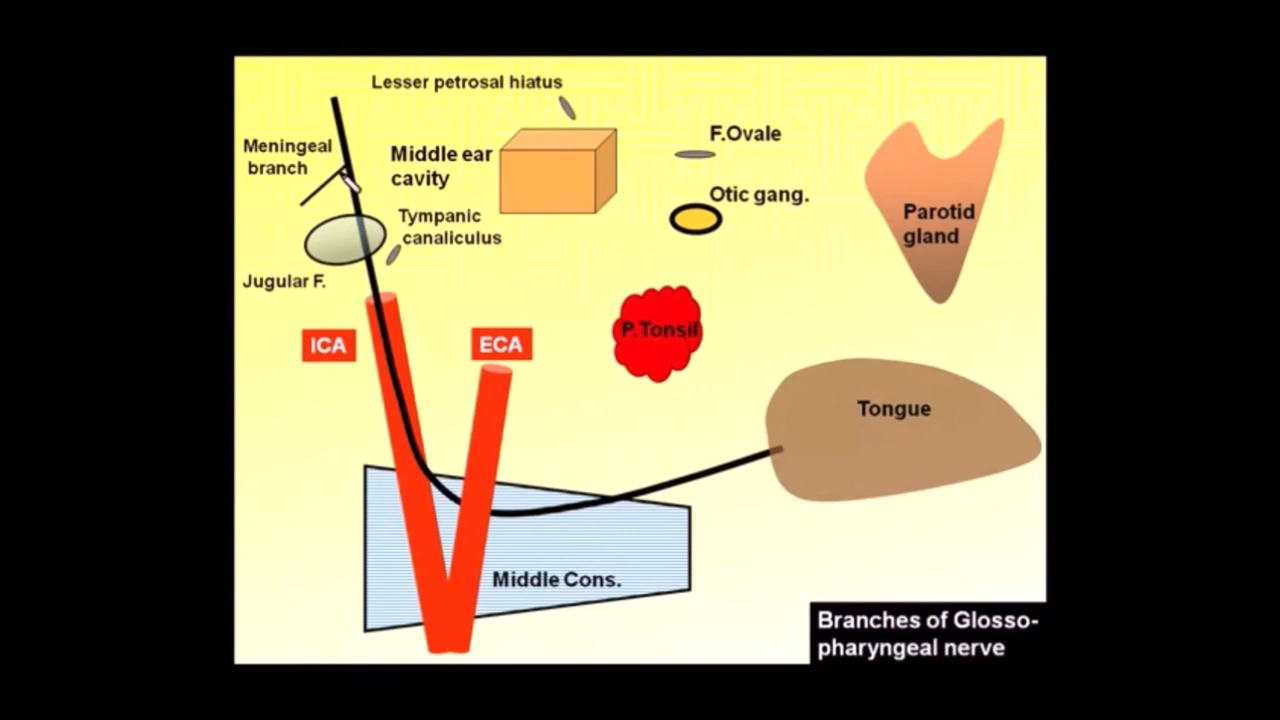 Lesser petrosal hiatus
Meningeal
branch
Middle ear
cavity
F.Ovale
Otic gang.
Parotid
gland
Tympanic
canaliculus
Jugular F.
ICA
ECA
P.Tonsil
Tongue
Middle Cons.
Branches of Glosso-
pharyngeal nerve